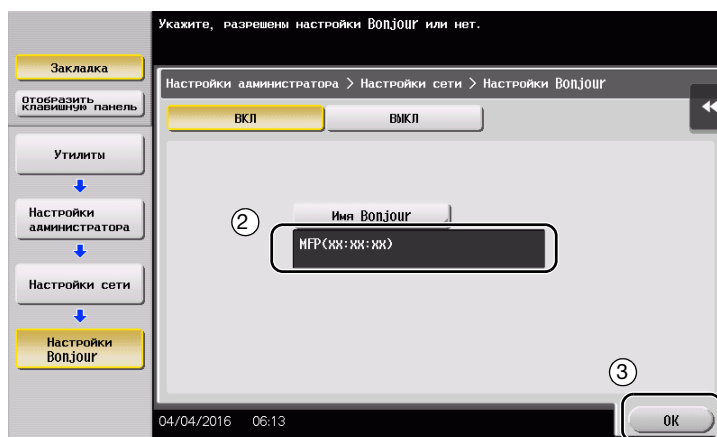 Укажите, разрешены настройки Bonjour или нет.
Закладка
Отобразить
клавишную панель
Утилиты
Настройки
администратора
Настройки сети
Настройки
Bonjour
Настройки администратора > Настройки сети > Настройки Bonjour
ВКЛ
ВЫКЛ
2
Имя Bonjour
MFP(xx:xx:xx)
3
04/04/2016 06:13
OK